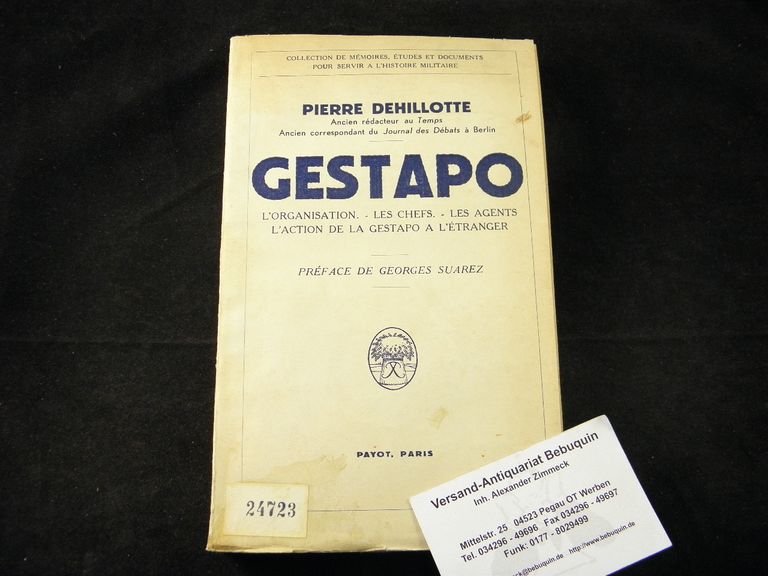 COLLECTION DE MÉMOIRES, ÉTUDES ET DOCUMENTS
POUR SERVIR A L'HISTOIRE MILITAIRE
PIERRE DEHILLOTTE
Ancien rédacteur au Temps
Ancien correspondant du Journal des Débats à Berlin
GESTAPO
L'ORGANISATION. - LES CHEFS. - LES AGENTS
L'ACTION DE LA GESTAPO A L'ÉTRANGER
PRÉFACE DE GEORGES SUAREZ
PAYOT, PARIS
24723
Versand-Antiquariat Bebuquin
Inh. Alexander Zimmeck
Mittelstr. 25 04523 Pegau OT Werben
Tel. 034296 - 49696 Fax 034296 - 49697
Funk: 0177 - 8029499
@bebuquin.de http://www.bebuquin.de